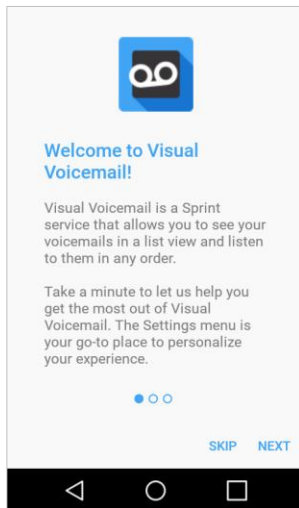 Welcome to Visual
Voicemail!
Visual Voicemail is a Sprint
service that allows you to see your
voicemails in a list view and listen
to them in any order.
Take a minute to let us help you
get the most out of Visual
Voicemail. The Settings menu is
your go-to place to personalize
your experience.
SKIP NEXT